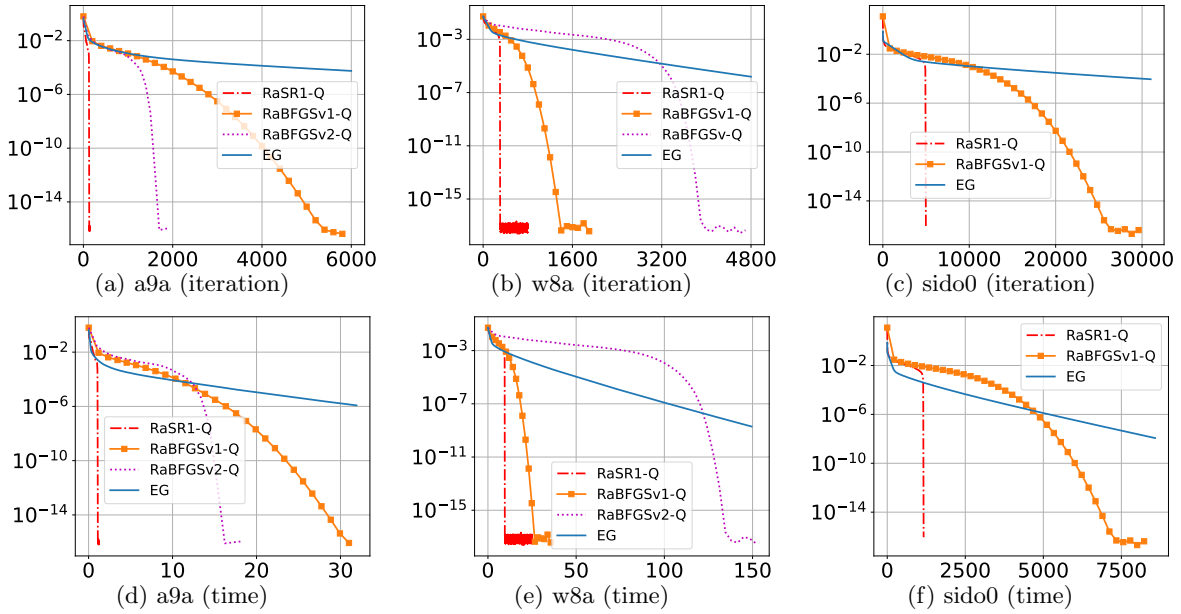 10⁻²
10⁻⁶
10⁻¹⁰
10⁻¹⁴
RaSR1-Q
RaBFGSv1-Q
RaBFGSv2-Q
EG
0 2000 4000 6000
(a) a9a (iteration)
10⁻³
10⁻⁷
10⁻¹¹
10⁻¹⁵
RaSR1-Q
RaBFGSv1-Q
RaBFGSv-Q
EG
0 1600 3200 4800
(b) w8a (iteration)
10⁻²
10⁻⁶
10⁻¹⁰
10⁻¹⁴
RaSR1-Q
RaBFGSv1-Q
EG
0 10000 20000 30000
(c) sido0 (iteration)
10⁻²
10⁻⁶
10⁻¹⁰
10⁻¹⁴
RaSR1-Q
RaBFGSv1-Q
RaBFGSv2-Q
EG
0 10 20 30
(d) a9a (time)
10⁻³
10⁻⁷
10⁻¹¹
10⁻¹⁵
RaSR1-Q
RaBFGSv1-Q
RaBFGSv2-Q
EG
0 50 100 150
(e) w8a (time)
10⁻²
10⁻⁶
10⁻¹⁰
10⁻¹⁴
RaSR1-Q
RaBFGSv1-Q
EG
0 2500 5000 7500
(f) sido0 (time)